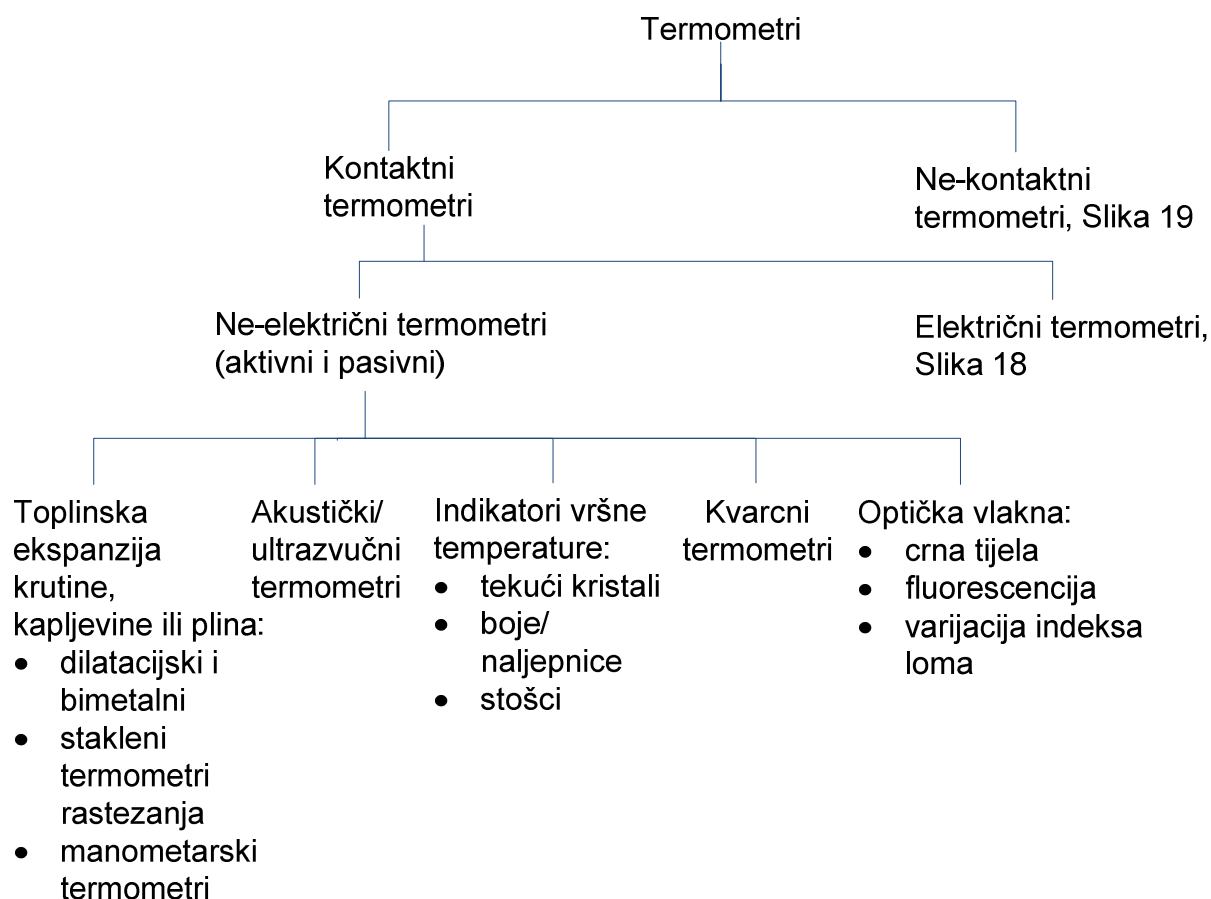 Termometri
Kontaktni
termometri
Ne-kontaktni
termometri, Slika 19
Ne-električni termometri
(aktivni i pasivni)
Električni termometri,
Slika 18
Toplinska
ekspanzija
krutine,
kapljevine ili plina:
• dilatacijski i
bimetalni
• stakleni
termometri
rastezanja
• manometarski
termometri
Akustički/
ultrazvučni
termometri
Indikatori vršne
temperature:
• tekući kristali
• boje/
naljepnice
• stošci
Kvarcni
termometri
Optička vlakna:
• crna tijela
• fluorescencija
• varijacija indeksa
loma